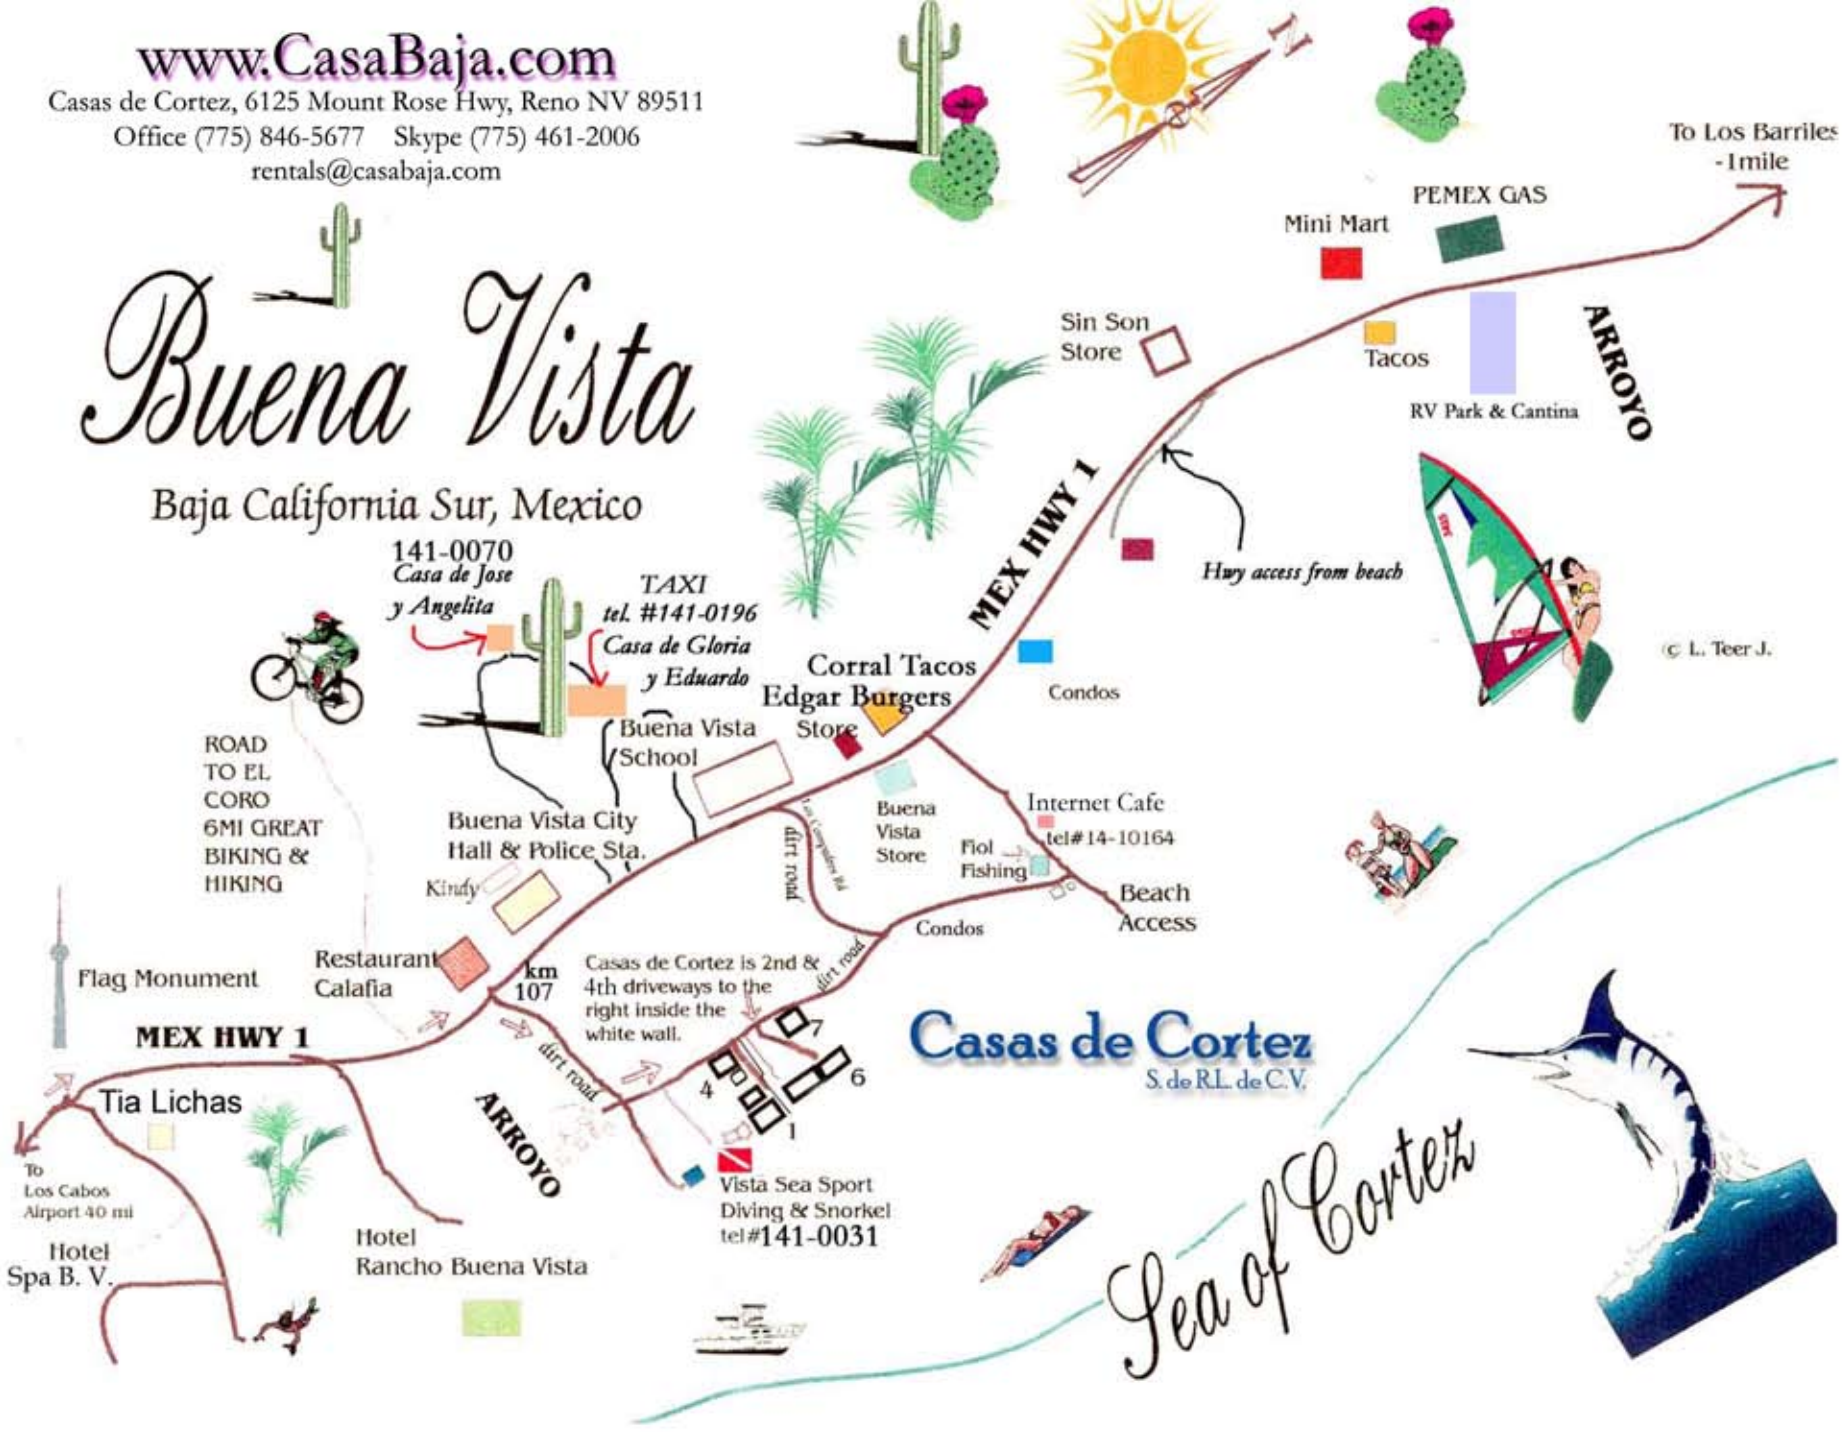 www.CasaBaja.com
Casas de Cortez, 6125 Mount Rose Hwy, Reno NV 89511
Office (775) 846-5677 Skype (775) 461-2006
rentals@casabaja.com
N
To Los Barriles
-1mile
PEMEX GAS
Mini Mart
Buena Vista
Baja California Sur, Mexico
Sin Son
Store
Tacos
RV Park & Cantina
ARROYO
MEX HWY 1
Hwy access from beach
© L. Teer J.
141-0070
Casa de Jose
y Angelita
TAXI
tel. #141-0196
Casa de Gloria
y Eduardo
Corral Tacos
Edgar Burgers
Store
Condos
Buena Vista
School
ROAD
TO EL
CORO
6MI GREAT
BIKING &
HIKING
Buena Vista City
Hall & Police Sta.
Kindy
dirt road
Buena
Vista
Store
Internet Cafe
tel#14-10164
Fiol
Fishing
Beach
Access
Condos
Flag Monument
Restaurant
Calafia
km
107
Casas de Cortez is 2nd &
4th driveways to the
right inside the
white wall.
dirt road
MEX HWY 1
dirt road
7
6
4
1
Casas de Cortez
S. de R.L. de C.V.
Tia Lichas
ARROYO
To
Los Cabos
Airport 40 mi
Hotel
Spa B. V.
Hotel
Rancho Buena Vista
Vista Sea Sport
Diving & Snorkel
tel#141-0031
Sea of Cortez